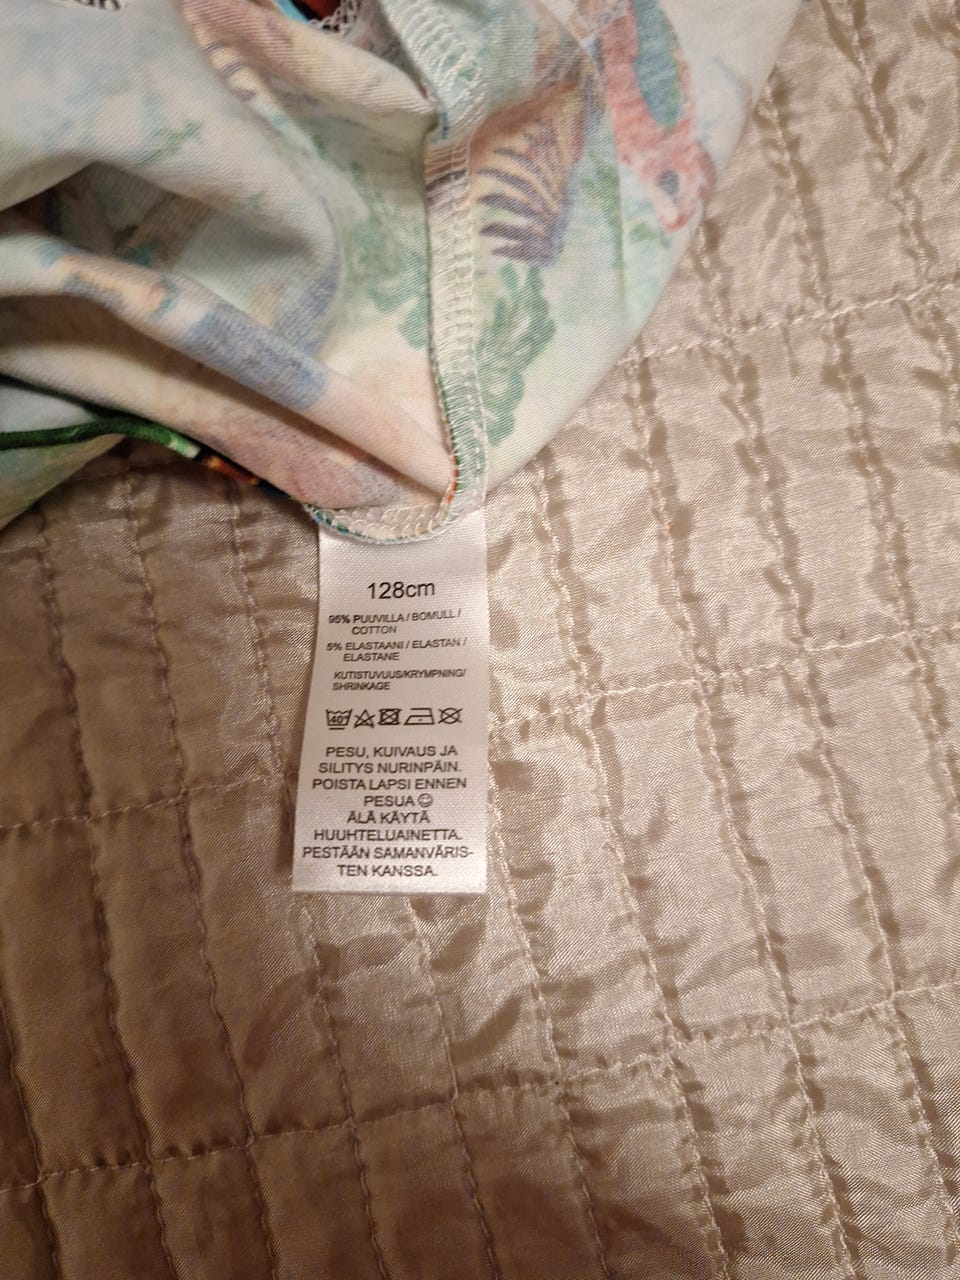 128cm
95% PUUVILLA / BOMULL /
COTTON
5% ELASTAANI / ELASTAN /
ELASTANE
KUTISTUVUUS/KRYMPNING/
SHRINKAGE
40°
PESU, KUIVAUS JA
SILITYS NURINPÄIN.
POISTA LAPSI ENNEN
PESUA☺
ÄLÄ KÄYTÄ
HUUHTELUAINETTA.
PESTÄÄN SAMANVÄRIS-
TEN KANSSA.